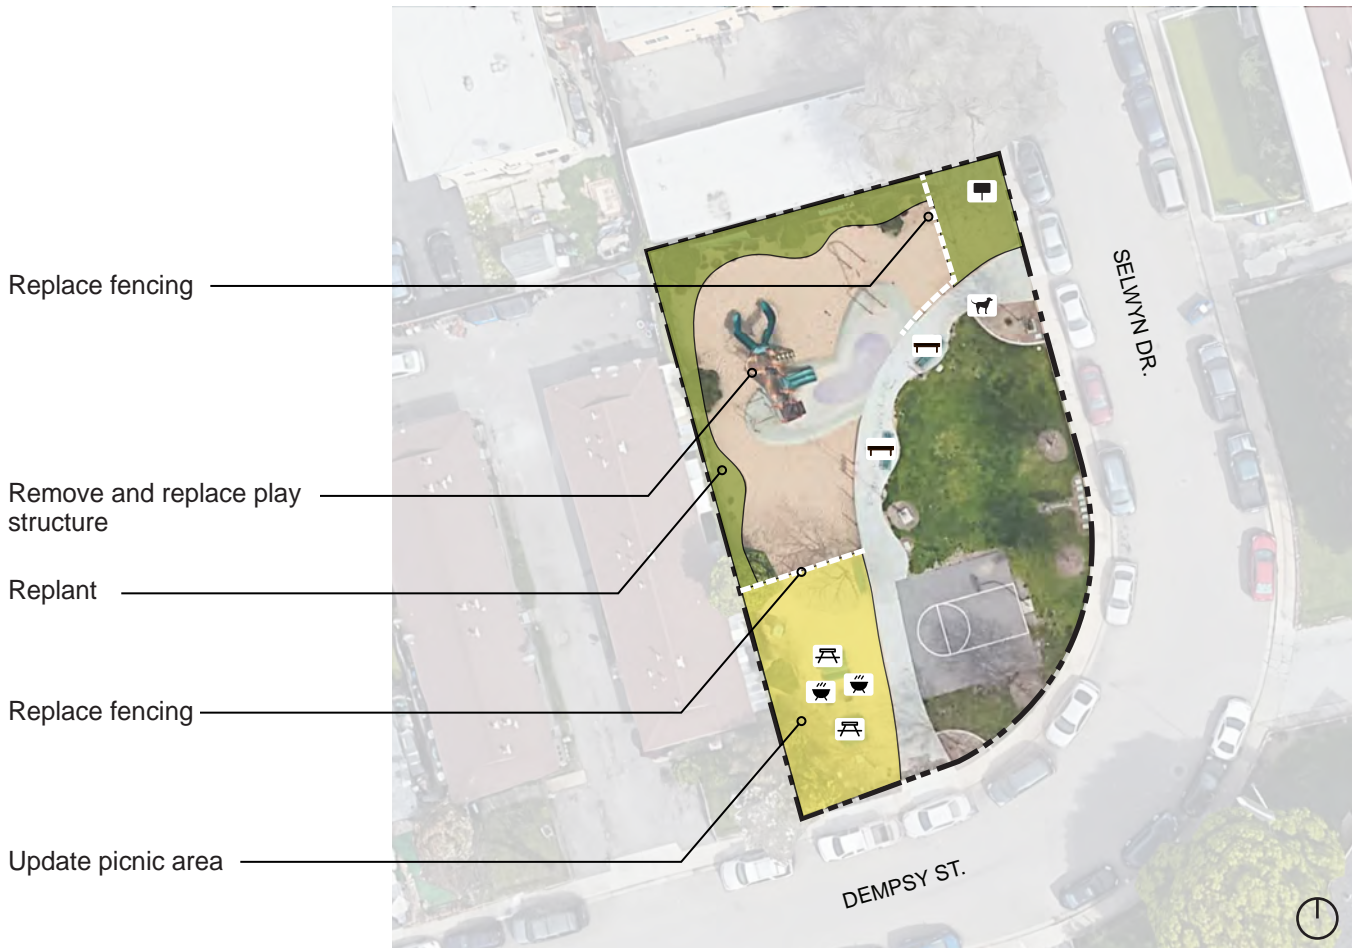 Replace fencing
Remove and replace play
structure
Replant
Replace fencing
Update picnic area
SELWYN DR.
DEMPSY ST.